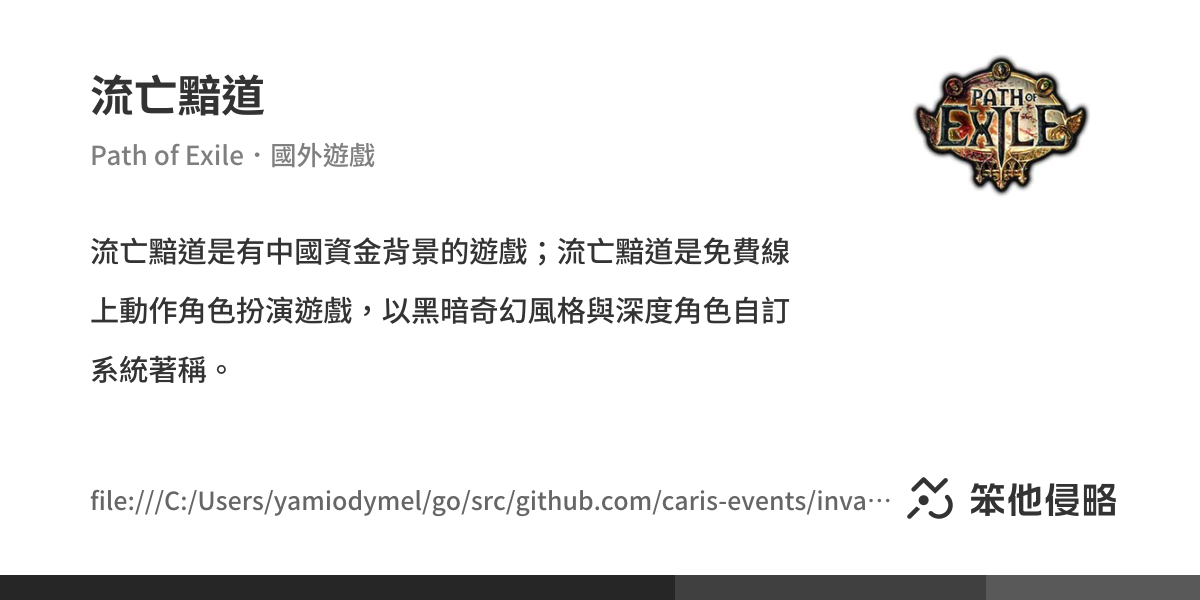 流亡黯道
Path of Exile・國外遊戲
PATH OF
EXILE
流亡黯道是有中國資金背景的遊戲；流亡黯道是免費線
上動作角色扮演遊戲，以黑暗奇幻風格與深度角色自訂
系統著稱。
file:///C:/Users/yamiodymel/go/src/github.com/caris-events/inva…
笨他侵略